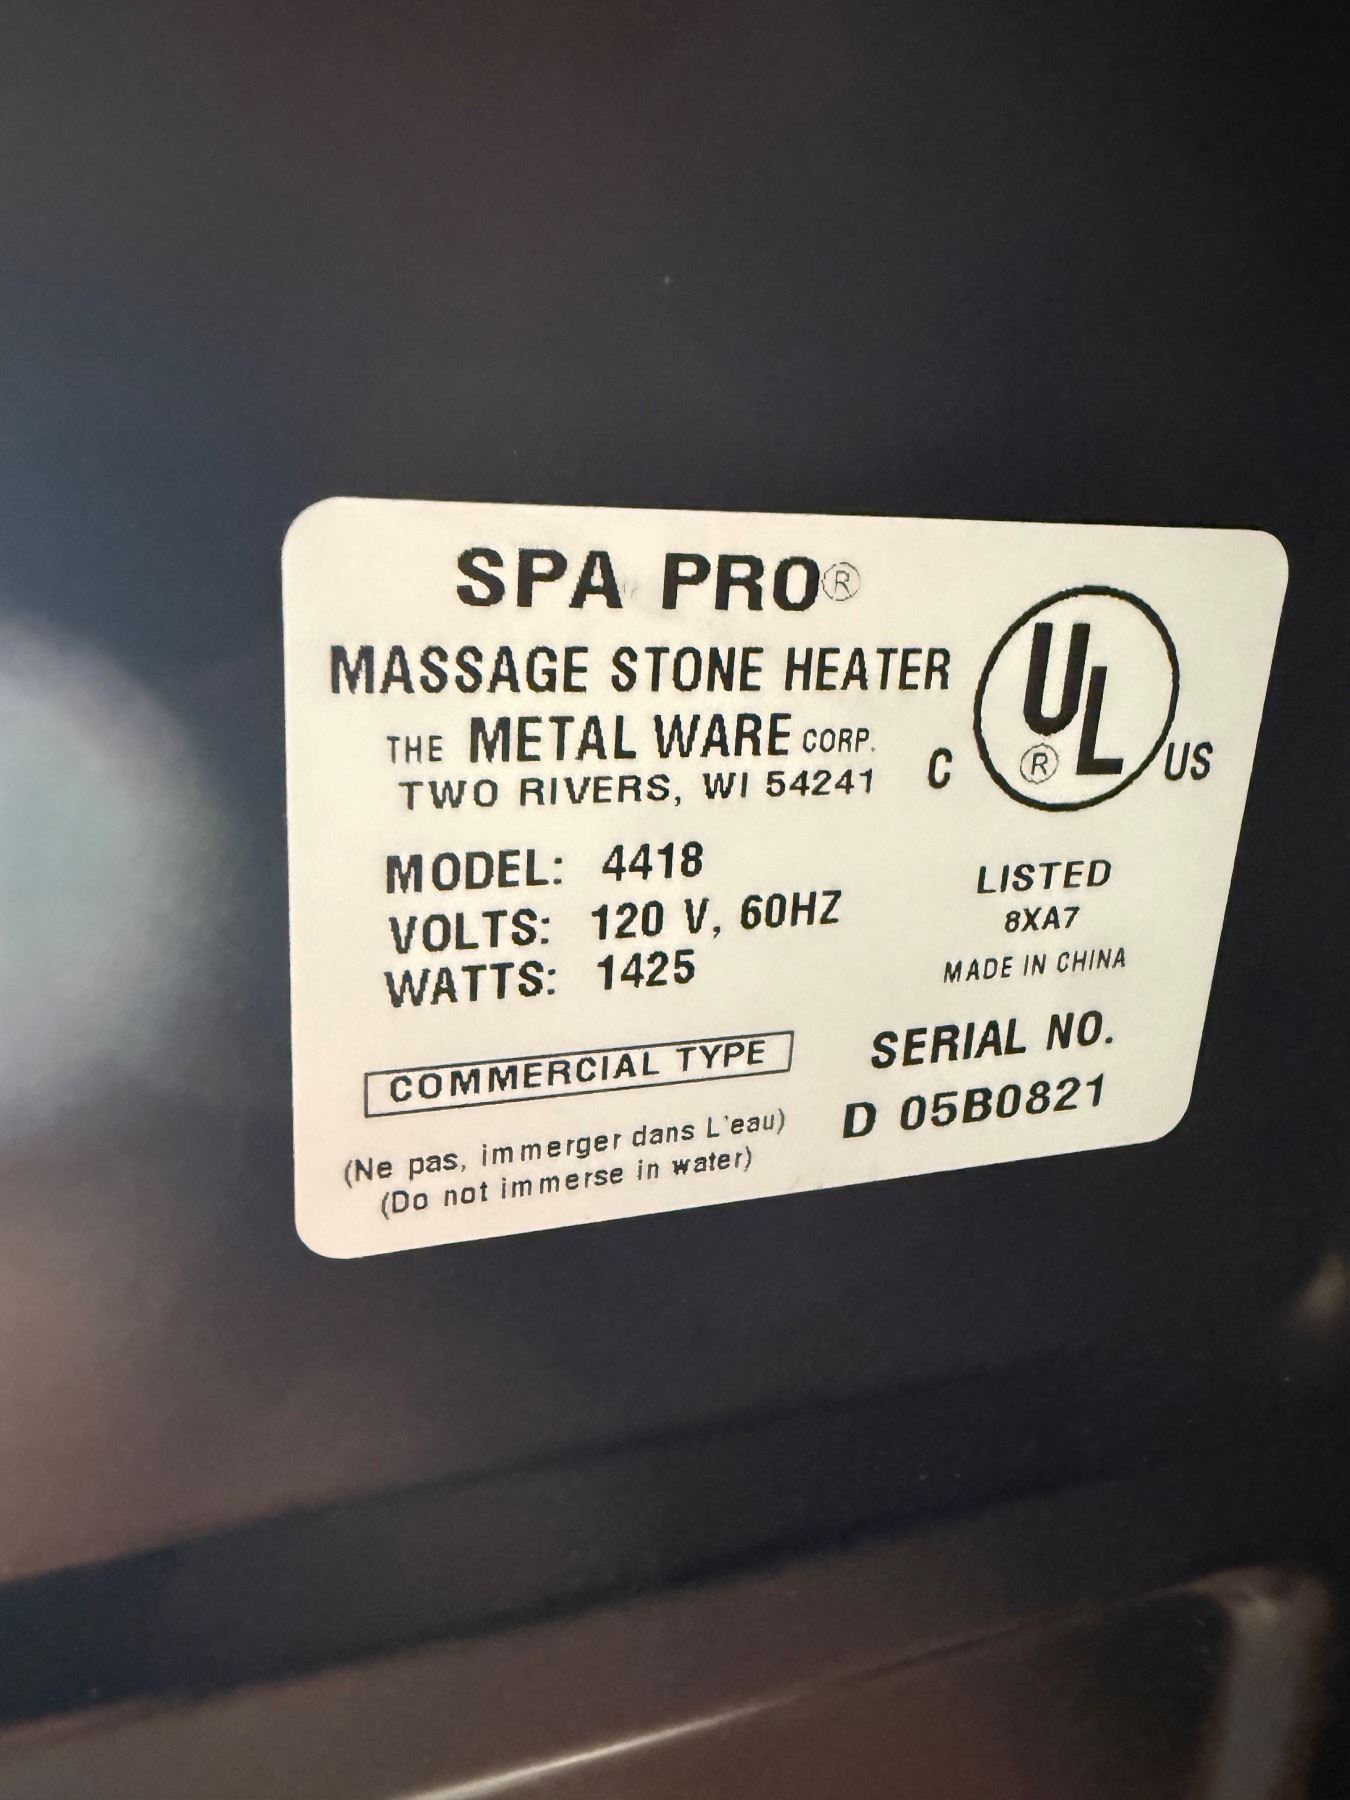 SPA PRO®
MASSAGE STONE HEATER
THE METAL WARE CORP.
TWO RIVERS, WI 54241
C UL ® US
MODEL: 4418
VOLTS: 120 V, 60HZ
WATTS: 1425
LISTED
8XA7
MADE IN CHINA
COMMERCIAL TYPE
SERIAL NO.
D 05B0821
(Ne pas, immerger dans L'eau)
(Do not immerse in water)